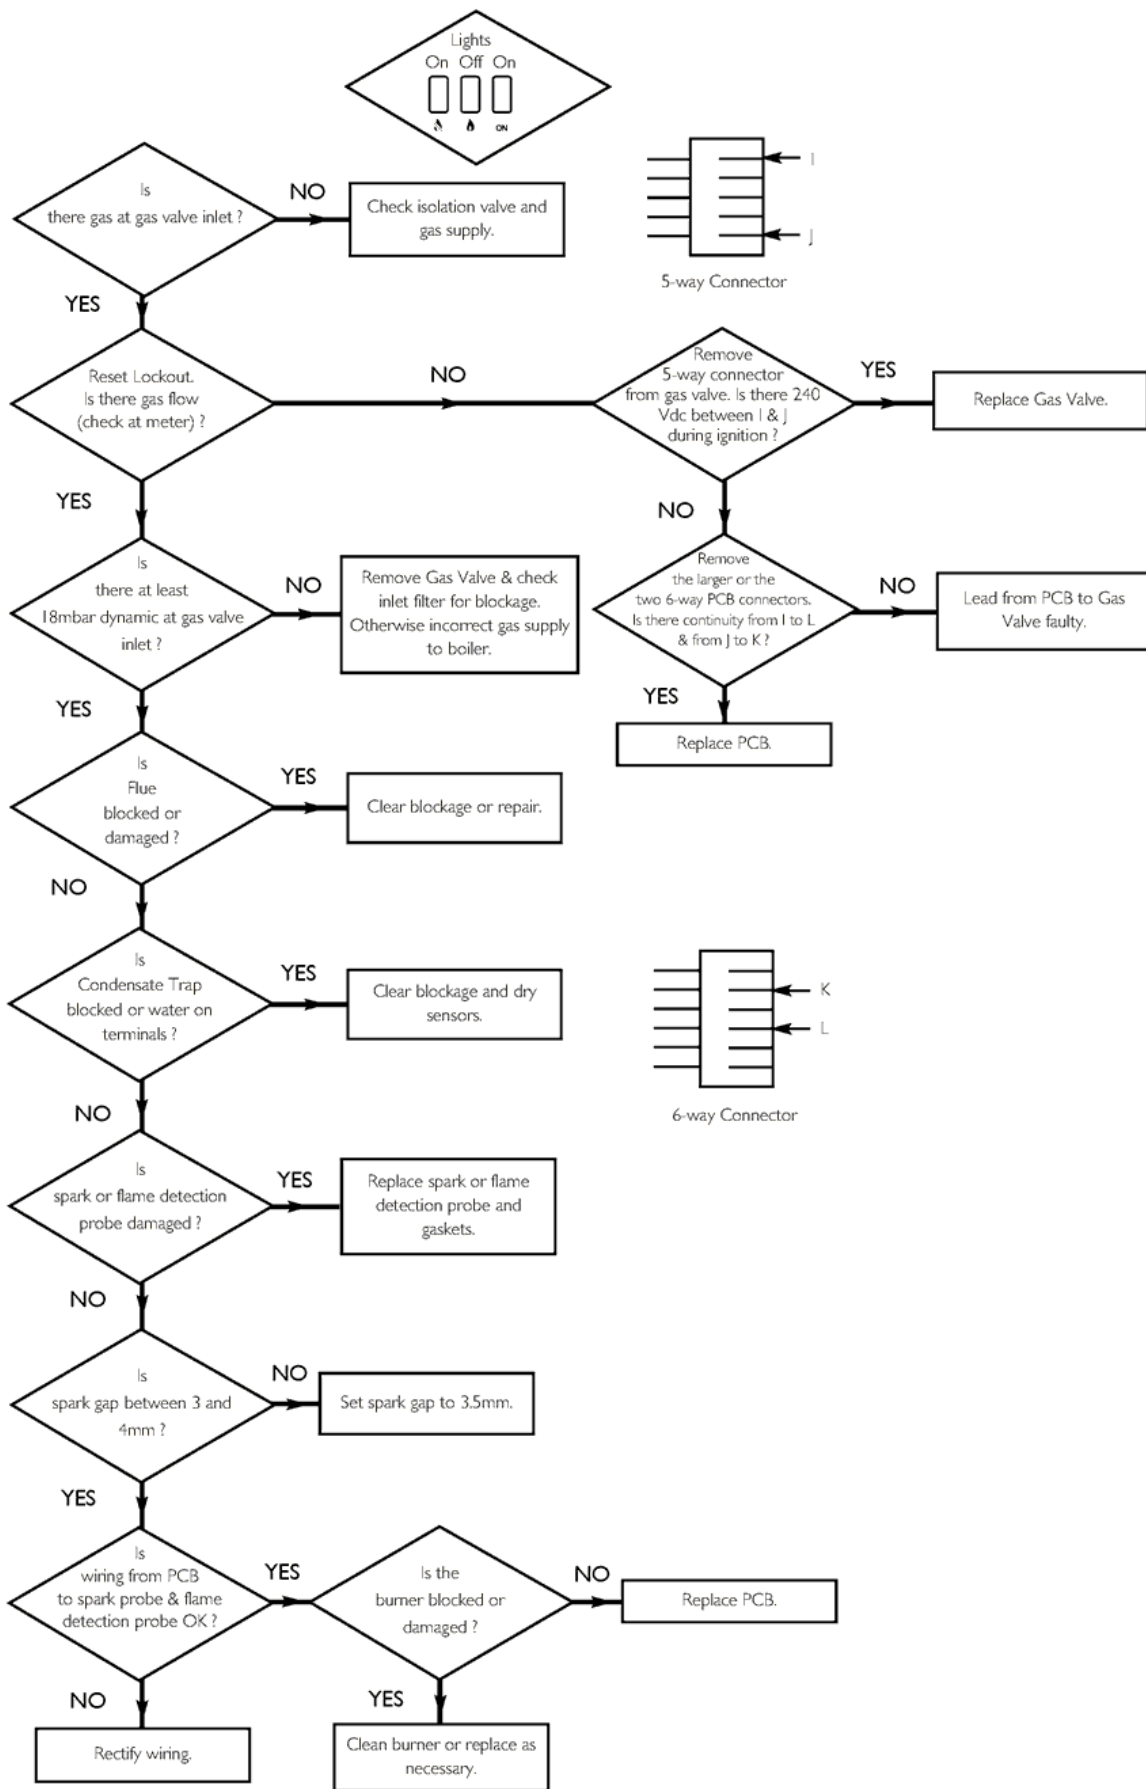 Lights
On Off On
ON
Is
there gas at gas valve inlet ?
NO
Check isolation valve and
gas supply.
I
J
5-way Connector
YES
Reset Lockout.
Is there gas flow
(check at meter) ?
NO
Remove
5-way connector
from gas valve. Is there 240
Vdc between I & J
during ignition ?
YES
Replace Gas Valve.
YES
NO
Is
there at least
18mbar dynamic at gas valve
inlet ?
NO
Remove Gas Valve & check
inlet filter for blockage.
Otherwise incorrect gas supply
to boiler.
Remove
the larger or the
two 6-way PCB connectors.
Is there continuity from I to L
& from J to K ?
NO
Lead from PCB to Gas
Valve faulty.
YES
YES
Replace PCB.
Is
Flue
blocked or
damaged ?
YES
Clear blockage or repair.
NO
Is
Condensate Trap
blocked or water on
terminals ?
YES
Clear blockage and dry
sensors.
K
L
6-way Connector
NO
Is
spark or flame detection
probe damaged ?
YES
Replace spark or flame
detection probe and
gaskets.
NO
Is
spark gap between 3 and
4mm ?
NO
Set spark gap to 3.5mm.
YES
Is
wiring from PCB
to spark probe & flame
detection probe OK ?
YES
Is the
burner blocked or
damaged ?
NO
Replace PCB.
NO
YES
Rectify wiring.
Clean burner or replace as
necessary.